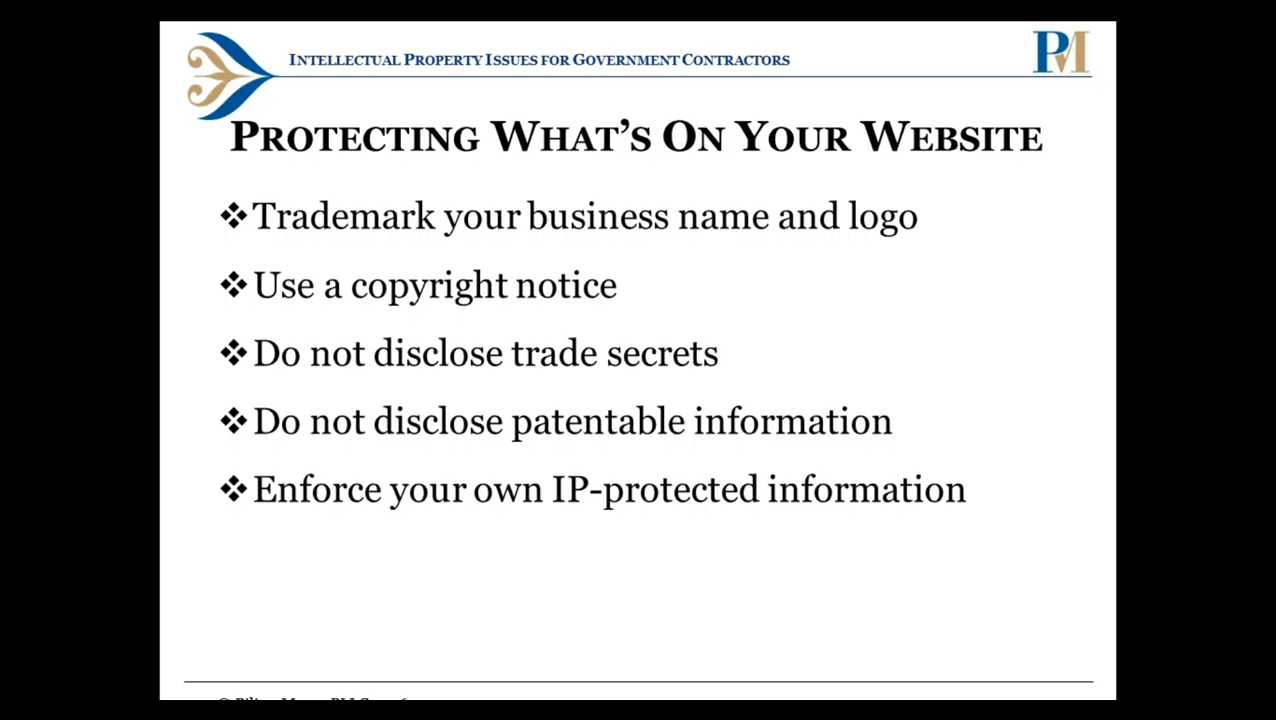 INTELLECTUAL PROPERTY ISSUES FOR GOVERNMENT CONTRACTORS
PM
PROTECTING WHAT'S ON YOUR WEBSITE
❖Trademark your business name and logo
❖Use a copyright notice
❖Do not disclose trade secrets
❖Do not disclose patentable information
❖Enforce your own IP-protected information